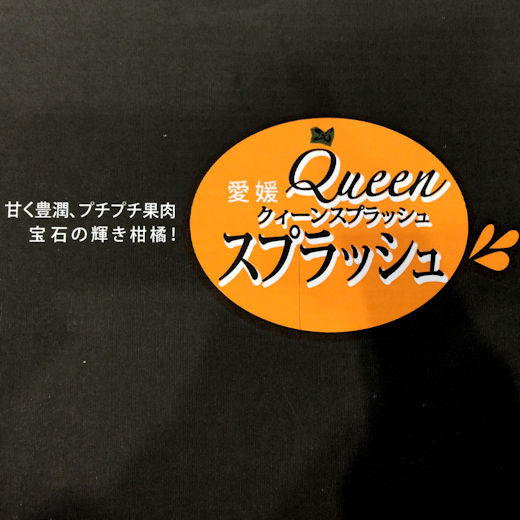 甘く豊潤、プチプチ果肉
宝石の輝き柑橘!
愛媛 Queen
クィーンスプラッシュ
スプラッシュ